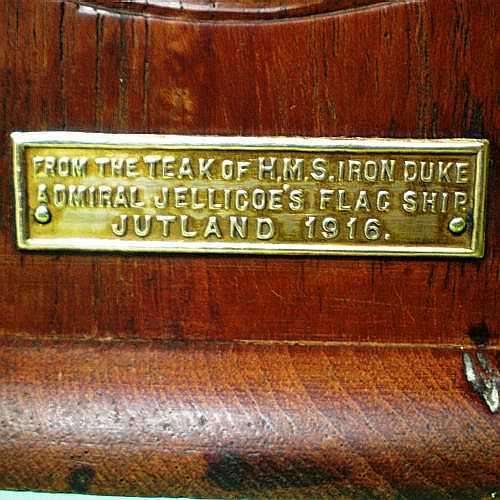 FROM THE TEAK OF H.M.S. IRON DUKE
ADMIRAL JELLICOE'S FLAG SHIP
JUTLAND 1916.